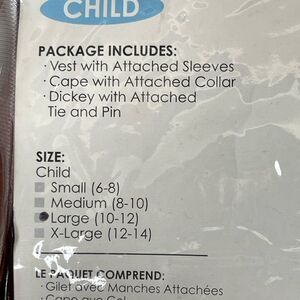 CHILD
PACKAGE INCLUDES:
· Vest with Attached Sleeves
· Cape with Attached Collar
· Dickey with Attached
Tie and Pin
SIZE:
Child
Small (6-8)
Medium (8-10)
Large (10-12)
X-Large (12-14)
LE PAQUET COMPREND:
· Gilet avec Manches Attachées